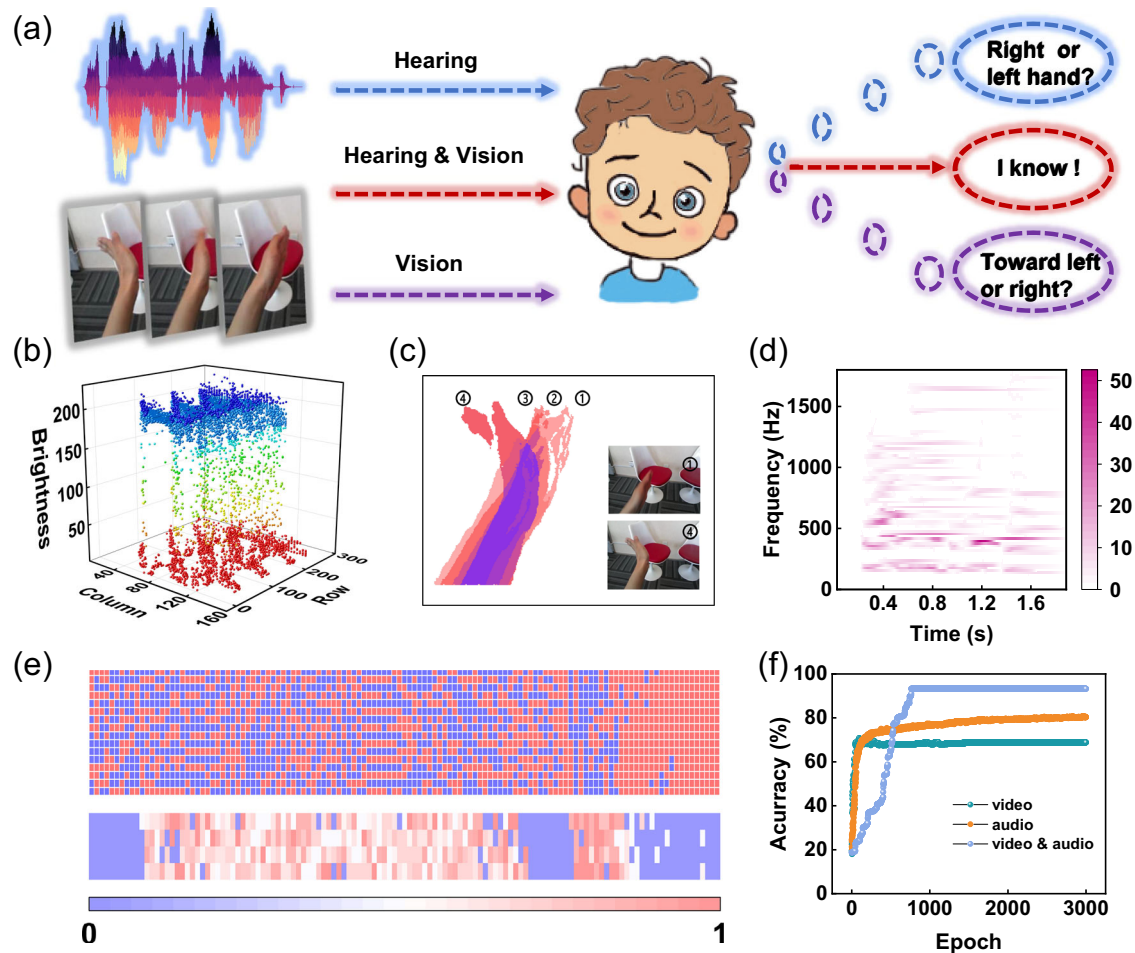 (a)
Hearing
Hearing & Vision
Vision
Right or
left hand?
I know !
Toward left
or right?
(b)
Brightness
200
150
100
50
40
80
120
160
Column
0
100
200
300
Row
(c)
④
③
②
①
①
④
(d)
Frequency (Hz)
1500
1000
500
0
0.4
0.8
1.2
1.6
Time (s)
50
40
30
20
10
0
(e)
0
1
(f)
Acurracy (%)
100
80
60
40
20
0
video
audio
video & audio
0
1000
2000
3000
Epoch